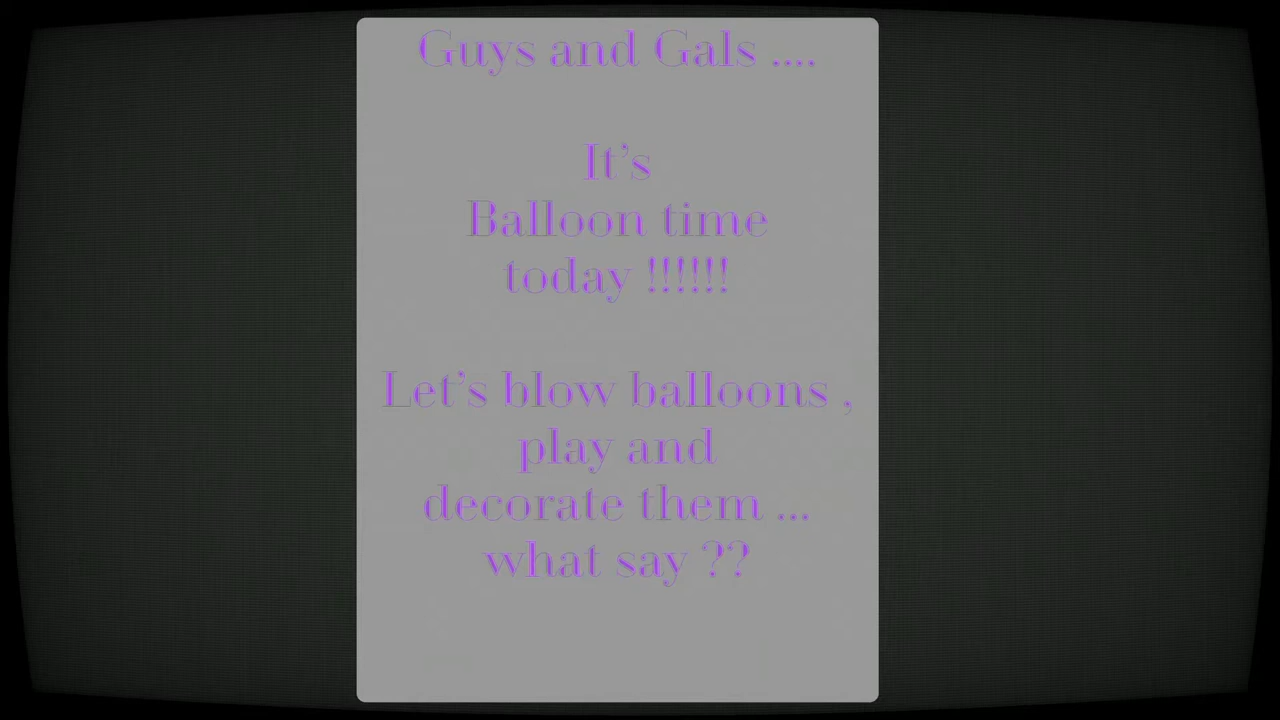 Guys and Gals ....
It’s
Balloon time
today !!!!!!
Let’s blow balloons ,
play and
decorate them ...
what say ??